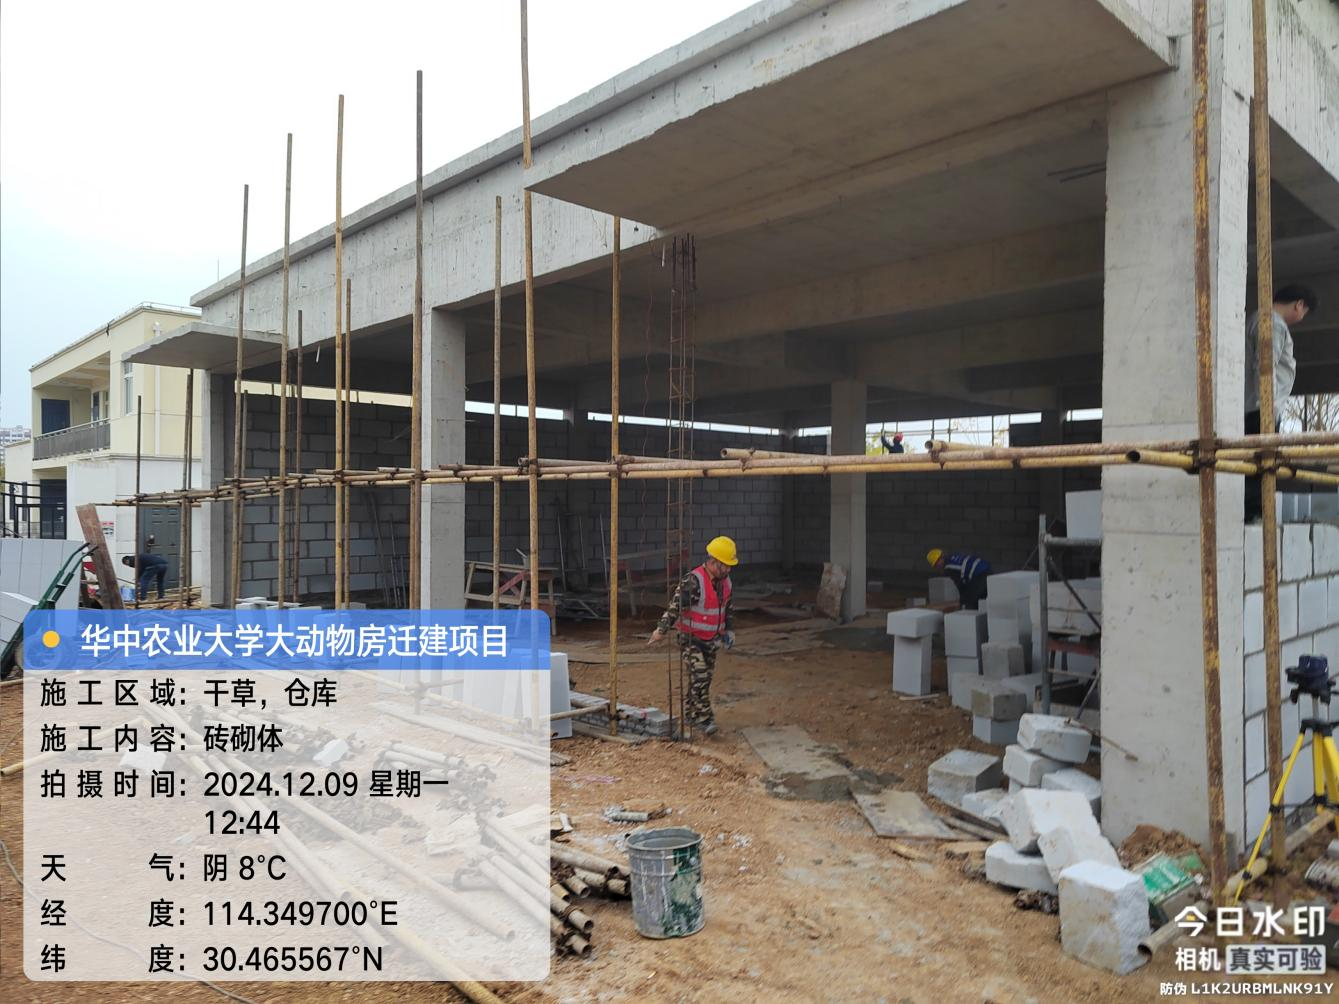 华中农业大学大动物房迁建项目
施工区域：干草，仓库
施工内容：砖砌体
拍摄时间：2024.12.09 星期一
12:44
天气：阴 8℃
经度：114.349700°E
纬度：30.465567°N
今日水印
相机 真实可验
防伪 L1K2URBMLNK91Y